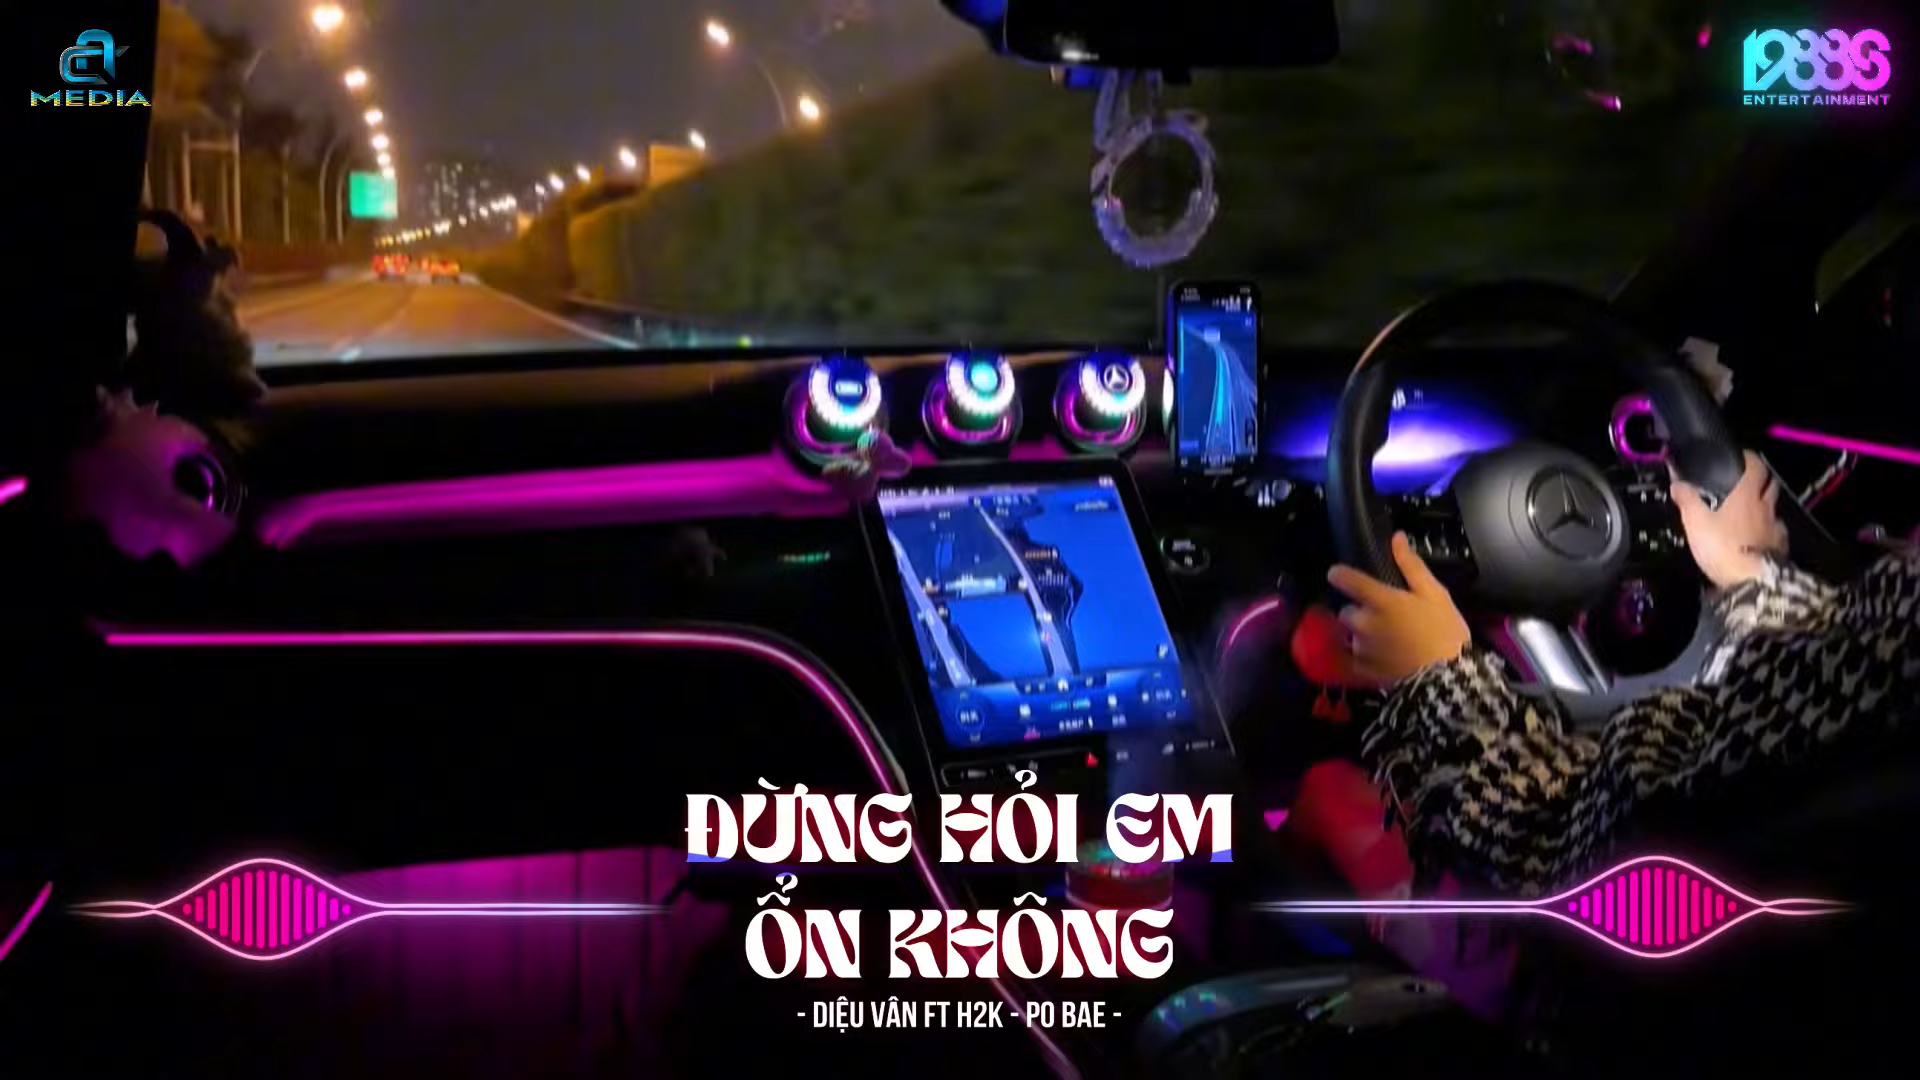 MEDIA
1988S
ENTERTAINMENT
ĐỪNG HỎI EM
ỔN KHÔNG
- DIỆU VÂN FT H2K - PO BAE -